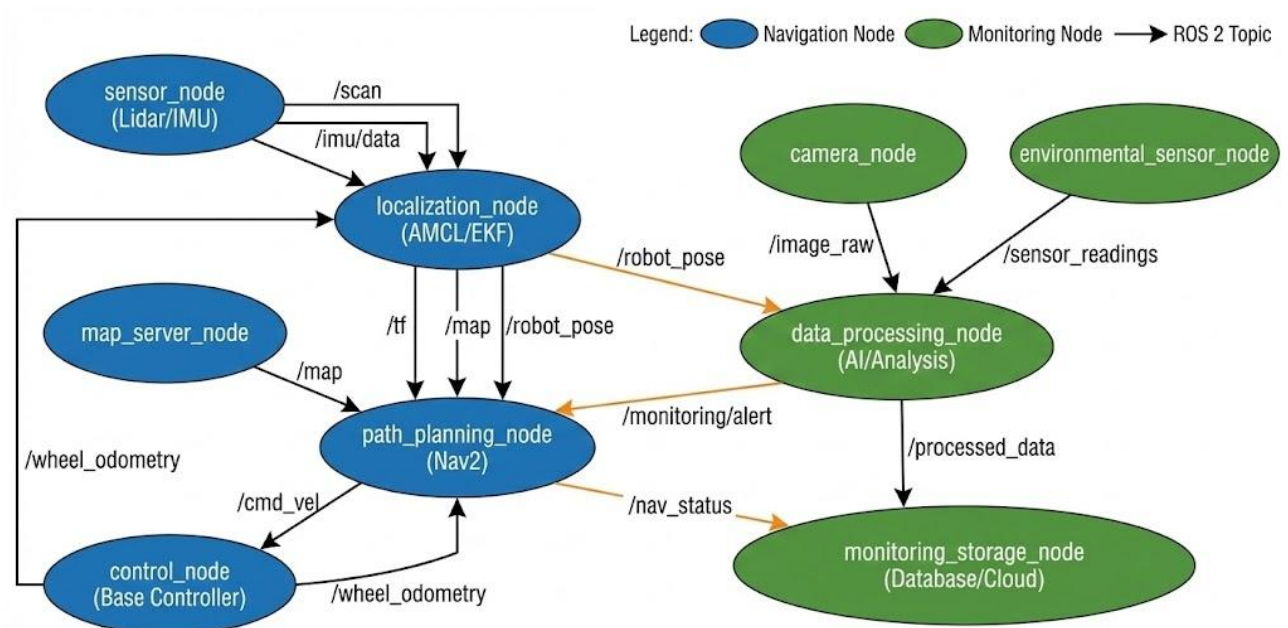 Legend: Navigation Node Monitoring Node ROS 2 Topic
sensor_node
(Lidar/IMU)
/scan
/imu/data
camera_node
environmental_sensor_node
localization_node
(AMCL/EKF)
/image_raw
/sensor_readings
/robot_pose
map_server_node
/tf
/map
/robot_pose
data_processing_node
(AI/Analysis)
/map
/monitoring/alert
path_planning_node
(Nav2)
/wheel_odometry
/processed_data
/cmd_vel
/nav_status
control_node
(Base Controller)
/wheel_odometry
monitoring_storage_node
(Database/Cloud)